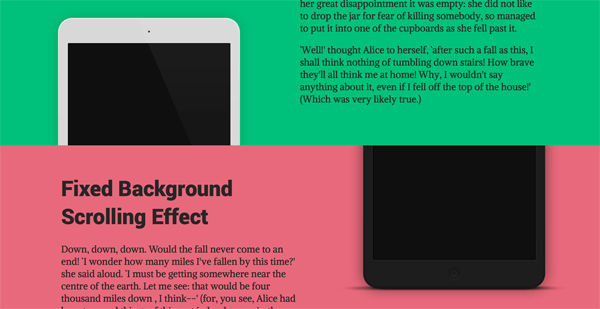 her great disappointment it was empty: she did not like
to drop the jar for fear of killing somebody, so managed
to put it into one of the cupboards as she fell past it.
`Well!' thought Alice to herself, `after such a fall as this, I
shall think nothing of tumbling down stairs! How brave
they'll all think me at home! Why, I wouldn't say
anything about it, even if I fell off the top of the house!'
(Which was very likely true.)
Fixed Background
Scrolling Effect
Down, down, down. Would the fall never come to an
end! `I wonder how many miles I've fallen by this time?'
she said aloud. `I must be getting somewhere near the
centre of the earth. Let me see: that would be four
thousand miles down , I think--' (for, you see, Alice had